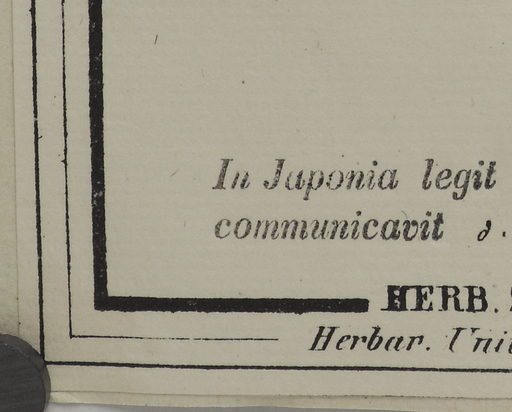 In Japonia legit
communicavit d.
HERB.
Herbar.